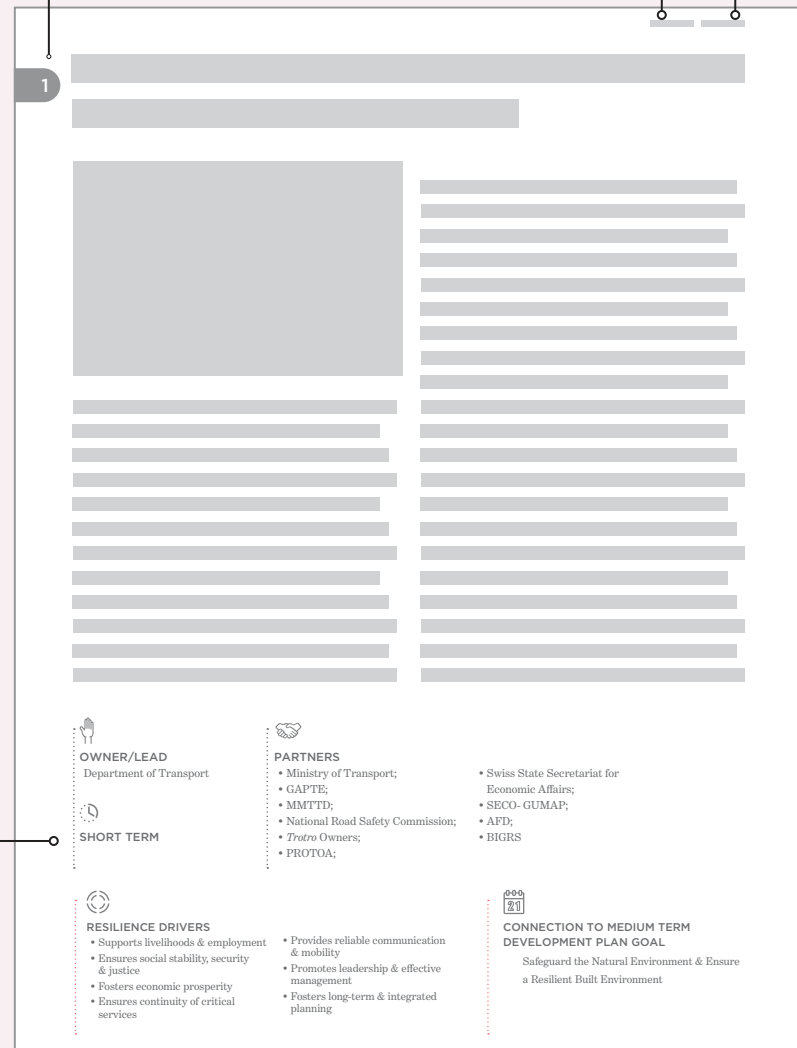 1
OWNER/LEAD
Department of Transport
SHORT TERM
PARTNERS
• Ministry of Transport;
• GAPTE;
• MMTTD;
• National Road Safety Commission;
• Trotro Owners;
• PROTOA;
• Swiss State Secretariat for
Economic Affairs;
• SECO- GUMAP;
• AFD;
• BIGRS
RESILIENCE DRIVERS
• Supports livelihoods & employment
• Ensures social stability, security
& justice
• Fosters economic prosperity
• Ensures continuity of critical
services
• Provides reliable communication
& mobility
• Promotes leadership & effective
management
• Fosters long-term & integrated
planning
21
CONNECTION TO MEDIUM TERM
DEVELOPMENT PLAN GOAL
Safeguard the Natural Environment & Ensure
a Resilient Built Environment